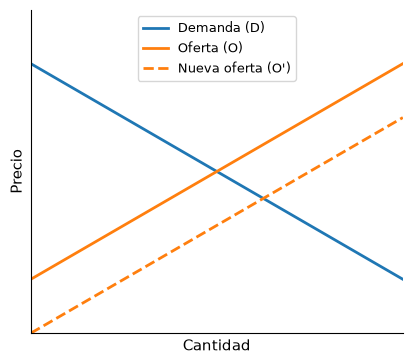 Demanda (D)
Oferta (O)
Nueva oferta (O')
Precio
Cantidad